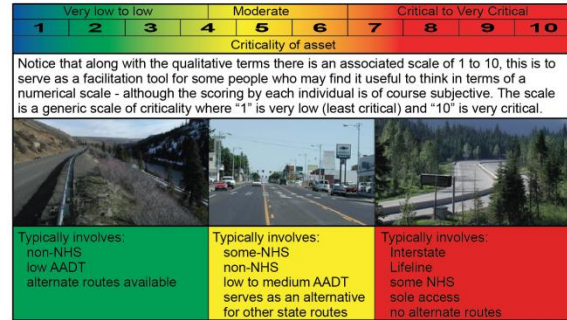 Very low to low Moderate Critical to Very Critical
1 2 3 4 5 6 7 8 9 10
Criticality of asset
Notice that along with the qualitative terms there is an associated scale of 1 to 10, this is to
serve as a facilitation tool for some people who may find it useful to think in terms of a
numerical scale - although the scoring by each individual is of course subjective. The scale
is a generic scale of criticality where “1” is very low (least critical) and “10” is very critical.
Typically involves:
non-NHS
low AADT
alternate routes available
Typically involves:
some-NHS
non-NHS
low to medium AADT
serves as an alternative
for other state routes
Typically involves:
Interstate
Lifeline
some NHS
sole access
no alternate routes